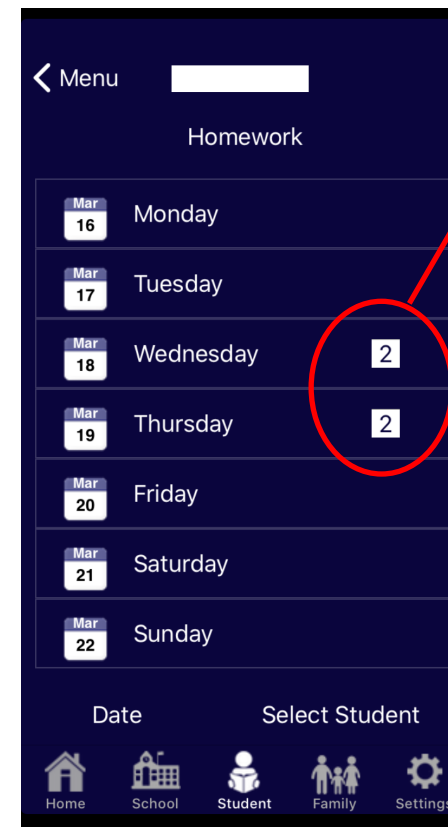 Menu
Homework
Mar
16 Monday
Mar
17 Tuesday
Mar
18 Wednesday 2
Mar
19 Thursday 2
Mar
20 Friday
Mar
21 Saturday
Mar
22 Sunday
Date Select Student
Home School Student Family Settings